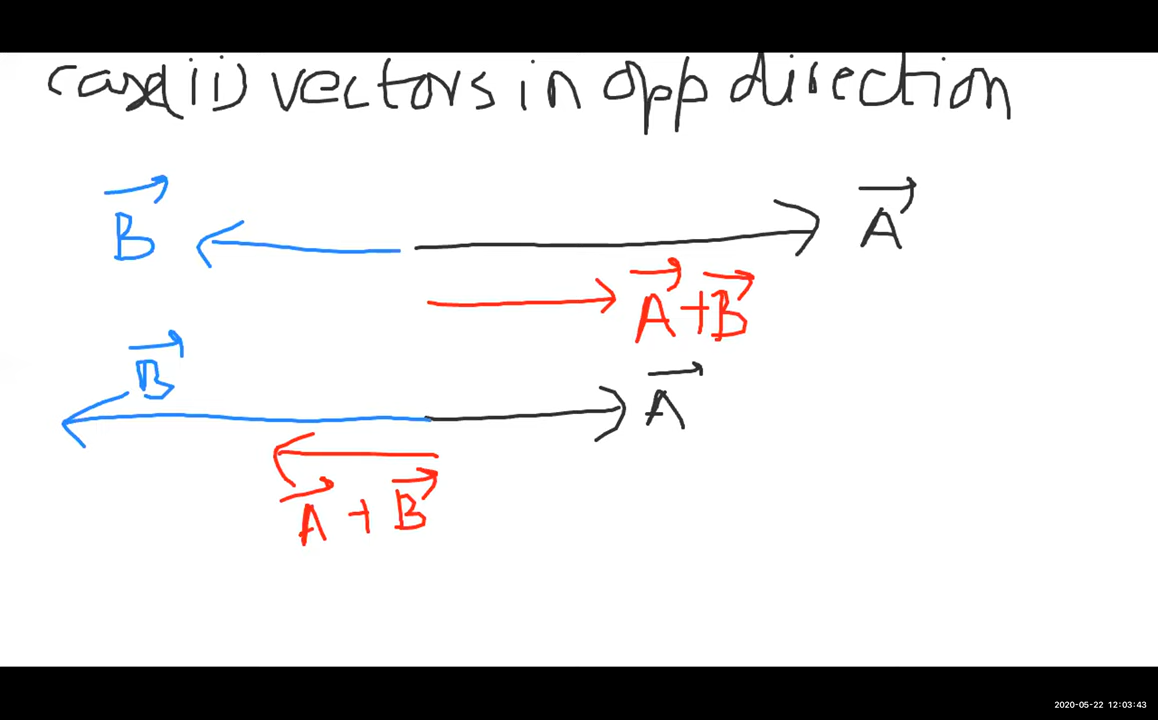 case(ii) vectors in opp direction
B⃗ A⃗
A⃗+B⃗
B⃗
A⃗
A⃗ + B⃗
2020-05-22 12:03:43